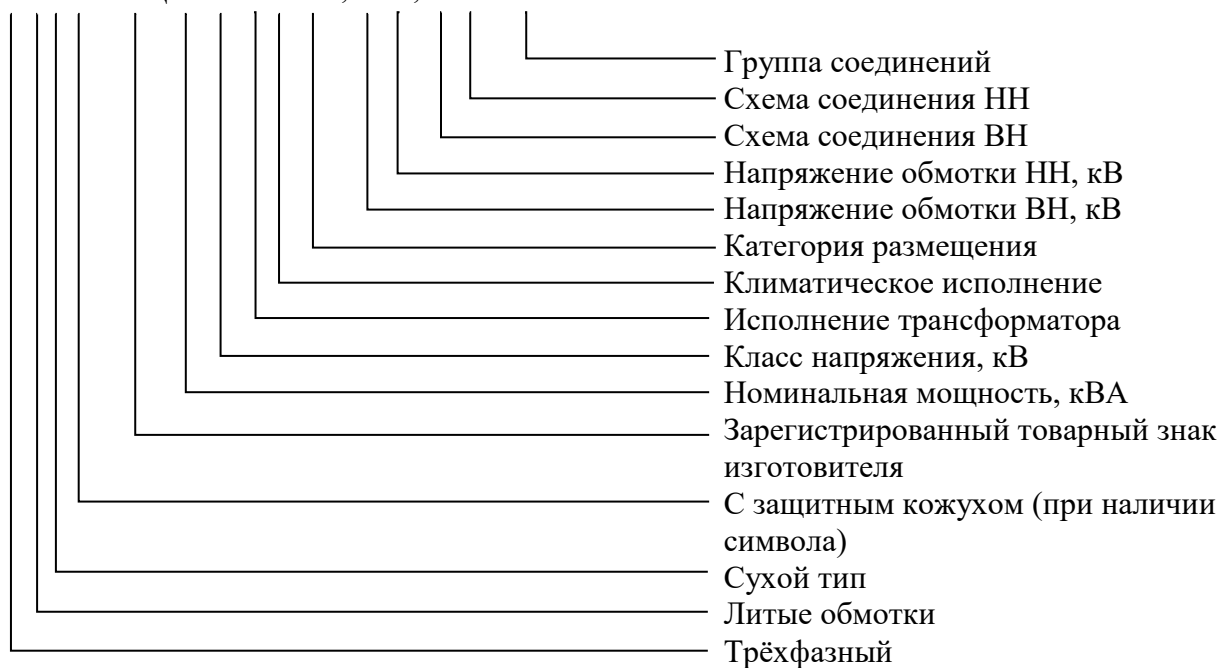 Группа соединений
Схема соединения НН
Схема соединения ВН
Напряжение обмотки НН, кВ
Напряжение обмотки ВН, кВ
Категория размещения
Климатическое исполнение
Исполнение трансформатора
Класс напряжения, кВ
Номинальная мощность, кВА
Зарегистрированный товарный знак
изготовителя
С защитным кожухом (при наличии
символа)
Сухой тип
Литые обмотки
Трёхфазный